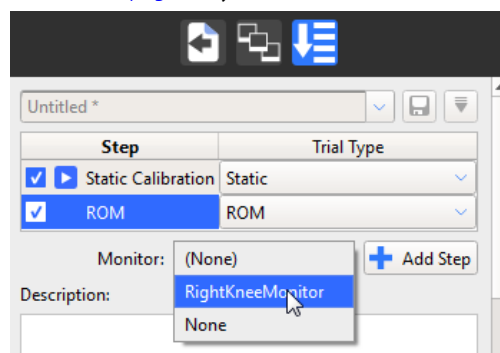 Untitled *
Step Trial Type
Static Calibration Static
ROM ROM
Monitor: (None) Add Step
RightKneeMonitor
Description:
None